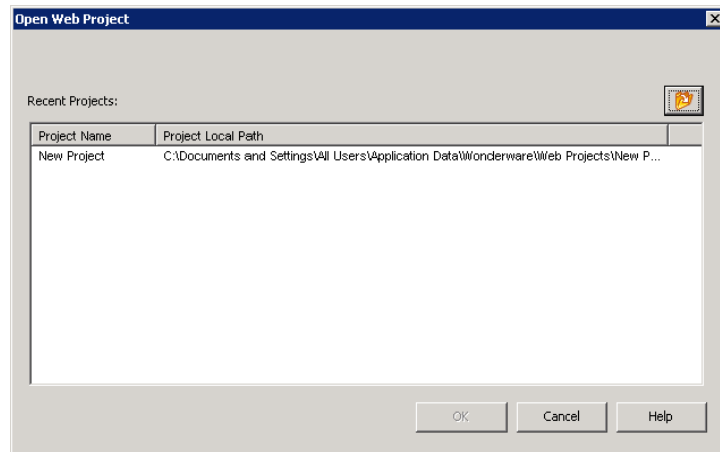 Open Web Project
Recent Projects:
Project Name Project Local Path
New Project C:\Documents and Settings\All Users\Application Data\Wonderware\Web Projects\New P...
OK Cancel Help